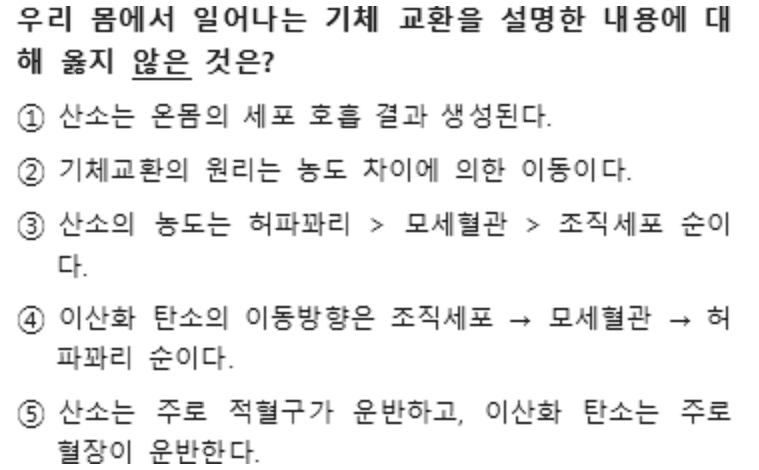 우리 몸에서 일어나는 기체 교환을 설명한 내용에 대
해 옳지 않은 것은?
① 산소는 온몸의 세포 호흡 결과 생성된다.
② 기체교환의 원리는 농도 차이에 의한 이동이다.
③ 산소의 농도는 허파꽈리 > 모세혈관 > 조직세포 순이
다.
④ 이산화 탄소의 이동방향은 조직세포 → 모세혈관 → 허
파꽈리 순이다.
⑤ 산소는 주로 적혈구가 운반하고, 이산화 탄소는 주로
혈장이 운반한다.